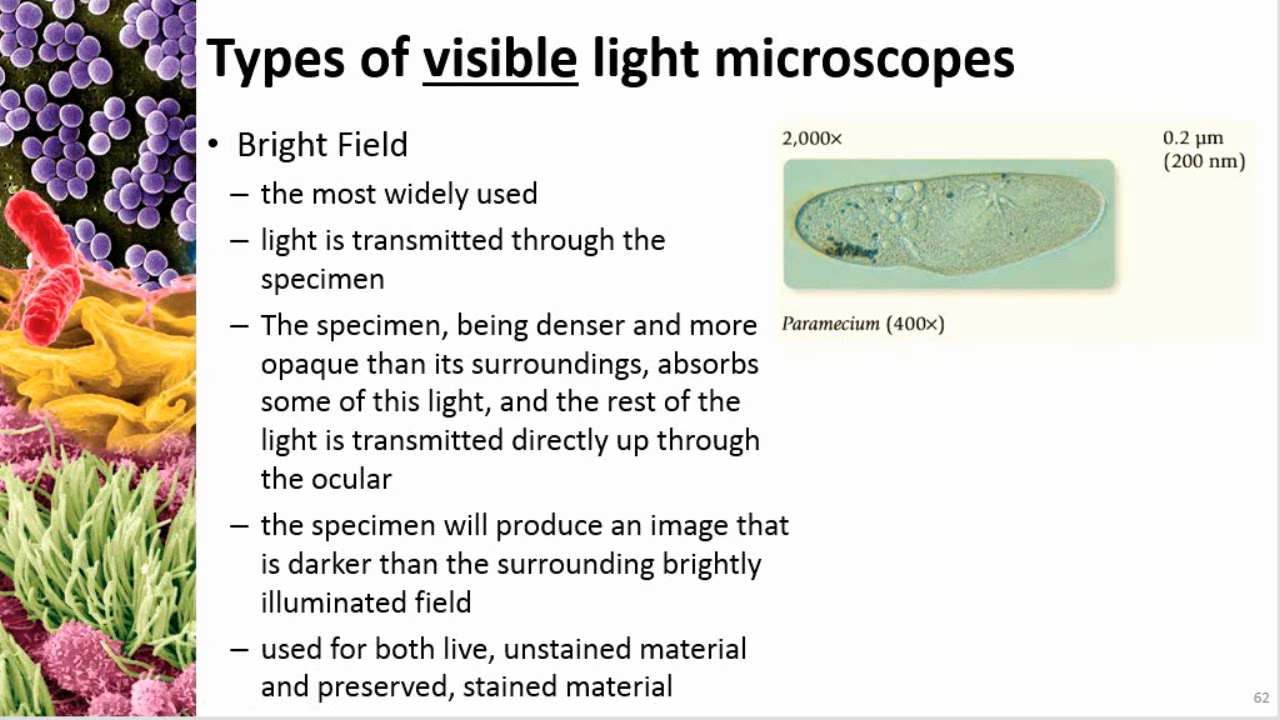 Types of visible light microscopes
• Bright Field
– the most widely used
– light is transmitted through the
specimen
– The specimen, being denser and more
opaque than its surroundings, absorbs
some of this light, and the rest of the
light is transmitted directly up through
the ocular
– the specimen will produce an image that
is darker than the surrounding brightly
illuminated field
– used for both live, unstained material
and preserved, stained material
2,000×
0.2 µm
(200 nm)
Paramecium (400×)
62